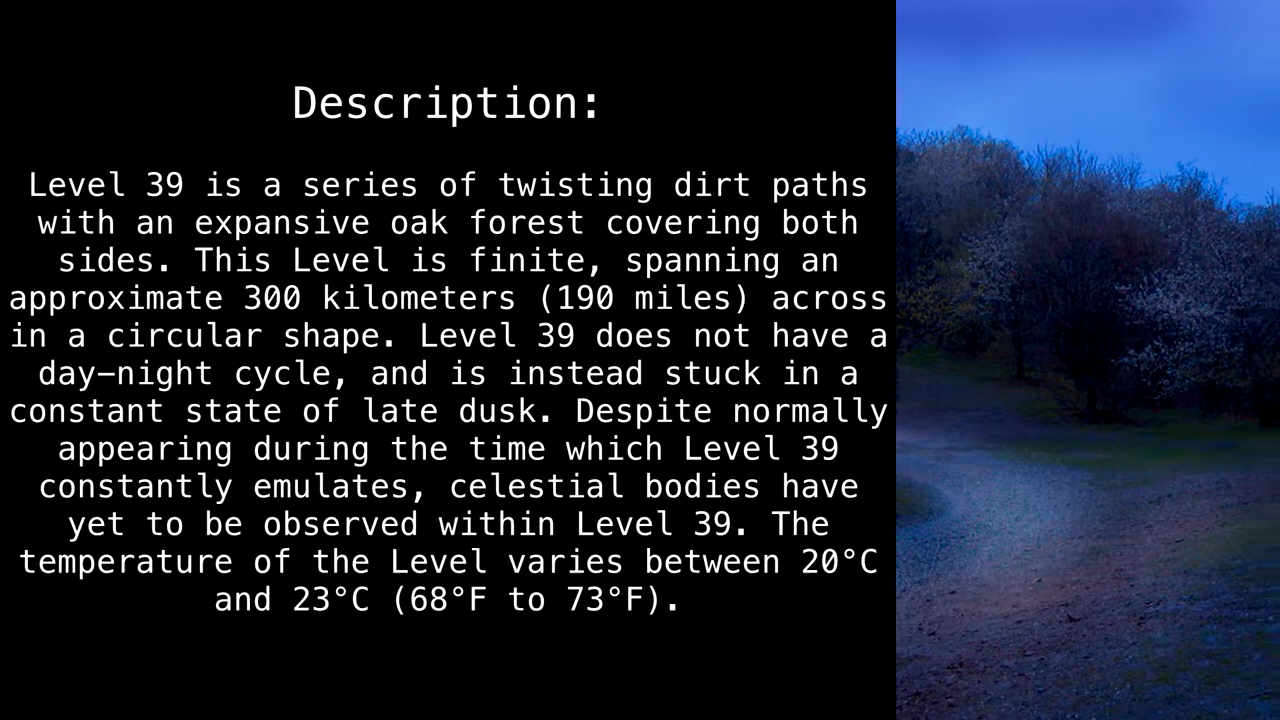 Description:
Level 39 is a series of twisting dirt paths
with an expansive oak forest covering both
sides. This Level is finite, spanning an
approximate 300 kilometers (190 miles) across
in a circular shape. Level 39 does not have a
day–night cycle, and is instead stuck in a
constant state of late dusk. Despite normally
appearing during the time which Level 39
constantly emulates, celestial bodies have
yet to be observed within Level 39. The
temperature of the Level varies between 20°C
and 23°C (68°F to 73°F).